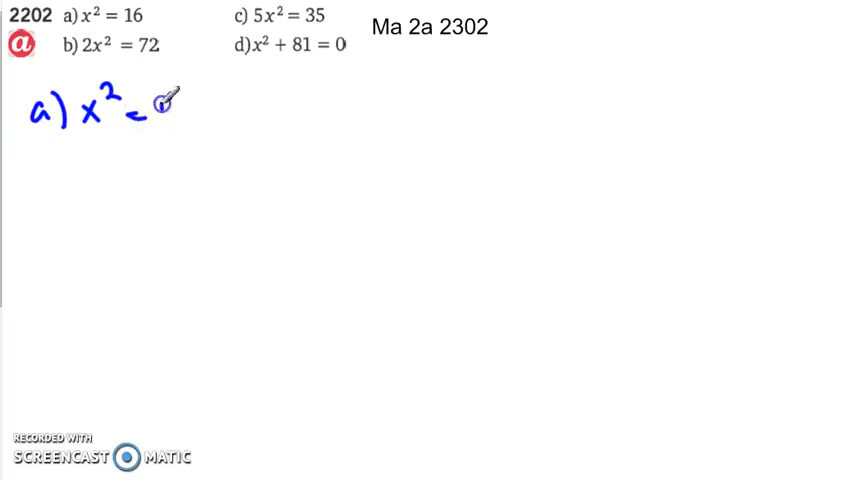 2202 a) x² = 16 c) 5x² = 35
a b) 2x² = 72 d) x² + 81 = 0
Ma 2a 2302
a) x² =
RECORDED WITH
SCREENCAST MATIC